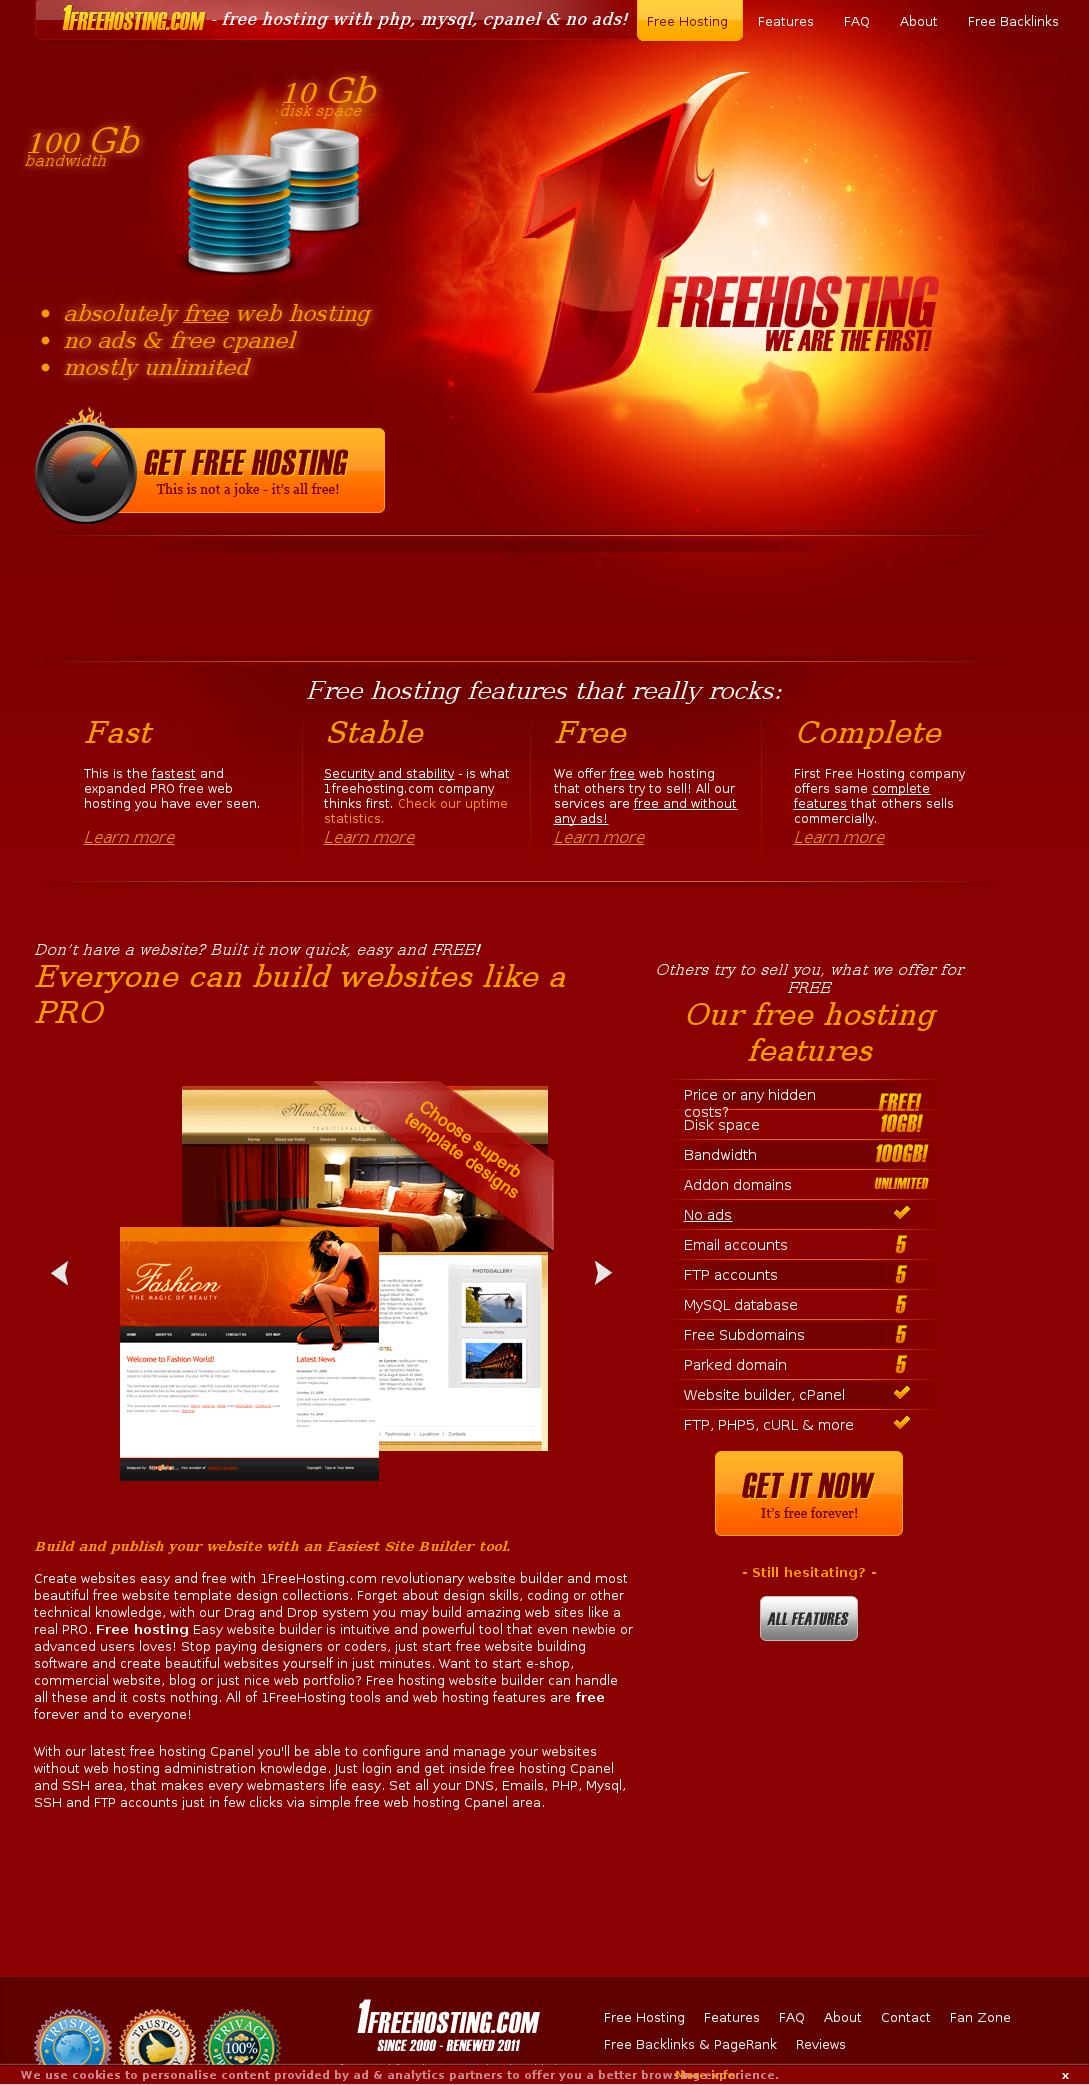 1FREEHOSTING.COM - free hosting with php, mysql, cpanel & no ads!
Free Hosting Features FAQ About Free Backlinks
10 Gb
disk space
100 Gb
bandwidth
1
FREEHOSTING
WE ARE THE FIRST!
• absolutely free web hosting
• no ads & free cpanel
• mostly unlimited
GET FREE HOSTING
This is not a joke - it's all free!
Free hosting features that really rocks:
Fast
This is the fastest and
expanded PRO free web
hosting you have ever seen.
Learn more
Stable
Security and stability - is what
1freehosting.com company
thinks first. Check our uptime
statistics.
Learn more
Free
We offer free web hosting
that others try to sell! All our
services are free and without
any ads!
Learn more
Complete
First Free Hosting company
offers same complete
features that others sells
commercially.
Learn more
Don't have a website? Built it now quick, easy and FREE!
Everyone can build websites like a
PRO
MontBlanc
Home About our Hotel Services Photogallery
Choose superb
template designs
Fashion
THE MAGIC OF BEAUTY
HOME ABOUT US ARTICLES CONTACT US SITE MAP
Welcome to Fashion World!
Latest News
PHOTOGALLERY
Testimonials | Locations | Contacts
Build and publish your website with an Easiest Site Builder tool.
Create websites easy and free with 1FreeHosting.com revolutionary website builder and most
beautiful free website template design collections. Forget about design skills, coding or other
technical knowledge, with our Drag and Drop system you may build amazing web sites like a
real PRO. Free hosting Easy website builder is intuitive and powerful tool that even newbie or
advanced users loves! Stop paying designers or coders, just start free website building
software and create beautiful websites yourself in just minutes. Want to start e-shop,
commercial website, blog or just nice web portfolio? Free hosting website builder can handle
all these and it costs nothing. All of 1FreeHosting tools and web hosting features are free
forever and to everyone!
With our latest free hosting Cpanel you'll be able to configure and manage your websites
without web hosting administration knowledge. Just login and get inside free hosting Cpanel
and SSH area, that makes every webmasters life easy. Set all your DNS, Emails, PHP, Mysql,
SSH and FTP accounts just in few clicks via simple free web hosting Cpanel area.
Others try to sell you, what we offer for
FREE
Our free hosting
features
Price or any hidden
costs? FREE!
Disk space 10GB!
Bandwidth 100GB!
Addon domains UNLIMITED
No ads
Email accounts 5
FTP accounts 5
MySQL database 5
Free Subdomains 5
Parked domain 5
Website builder, cPanel
FTP, PHP5, cURL & more
GET IT NOW
It's free forever!
- Still hesitating? -
ALL FEATURES
TRUSTED
TRUSTED
PRIVACY
100%
1FREEHOSTING.COM
SINCE 2000 - RENEWED 2011
Free Hosting Features FAQ About Contact Fan Zone
Free Backlinks & PageRank Reviews
We use cookies to personalise content provided by ad & analytics partners to offer you a better browsing experience. More info x